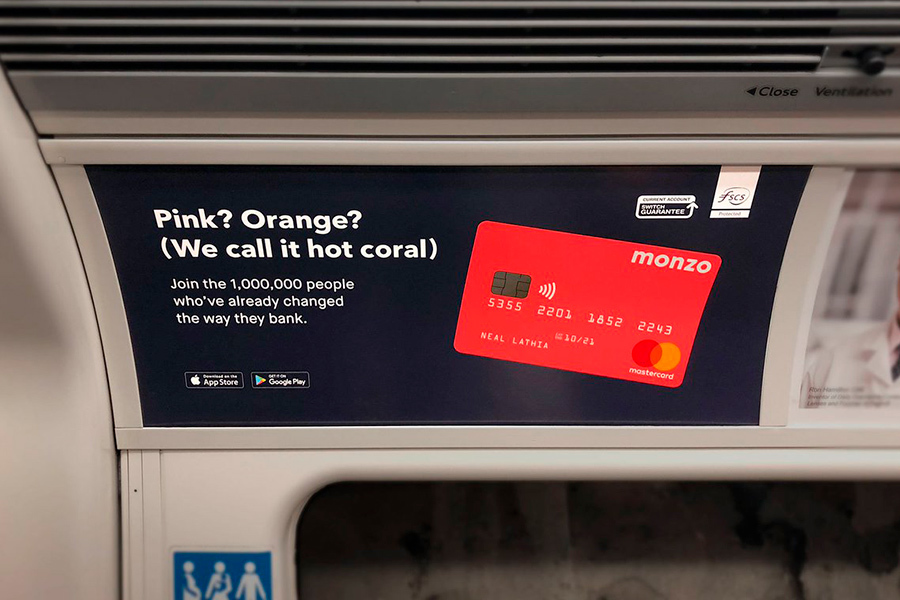 Close Ventilation
Pink? Orange?
(We call it hot coral)
Join the 1,000,000 people
who've already changed
the way they bank.
Download on the
App Store
GET IT ON
Google Play
CURRENT ACCOUNT
SWITCH
GUARANTEE
fscs
Protected
monzo
5355 2201 1852 2243
NEAL LATHIA 10/21
mastercard